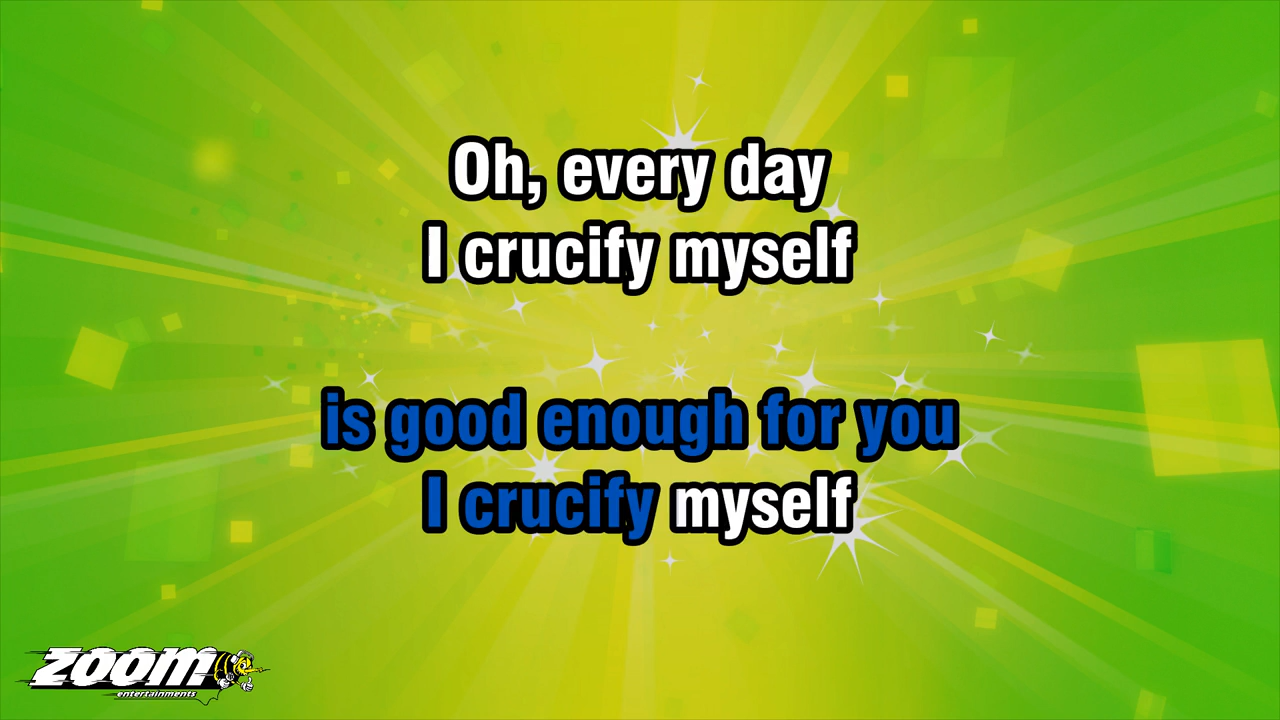 Oh, every day
I crucify myself
is good enough for you
I crucify myself
zoom
entertainments